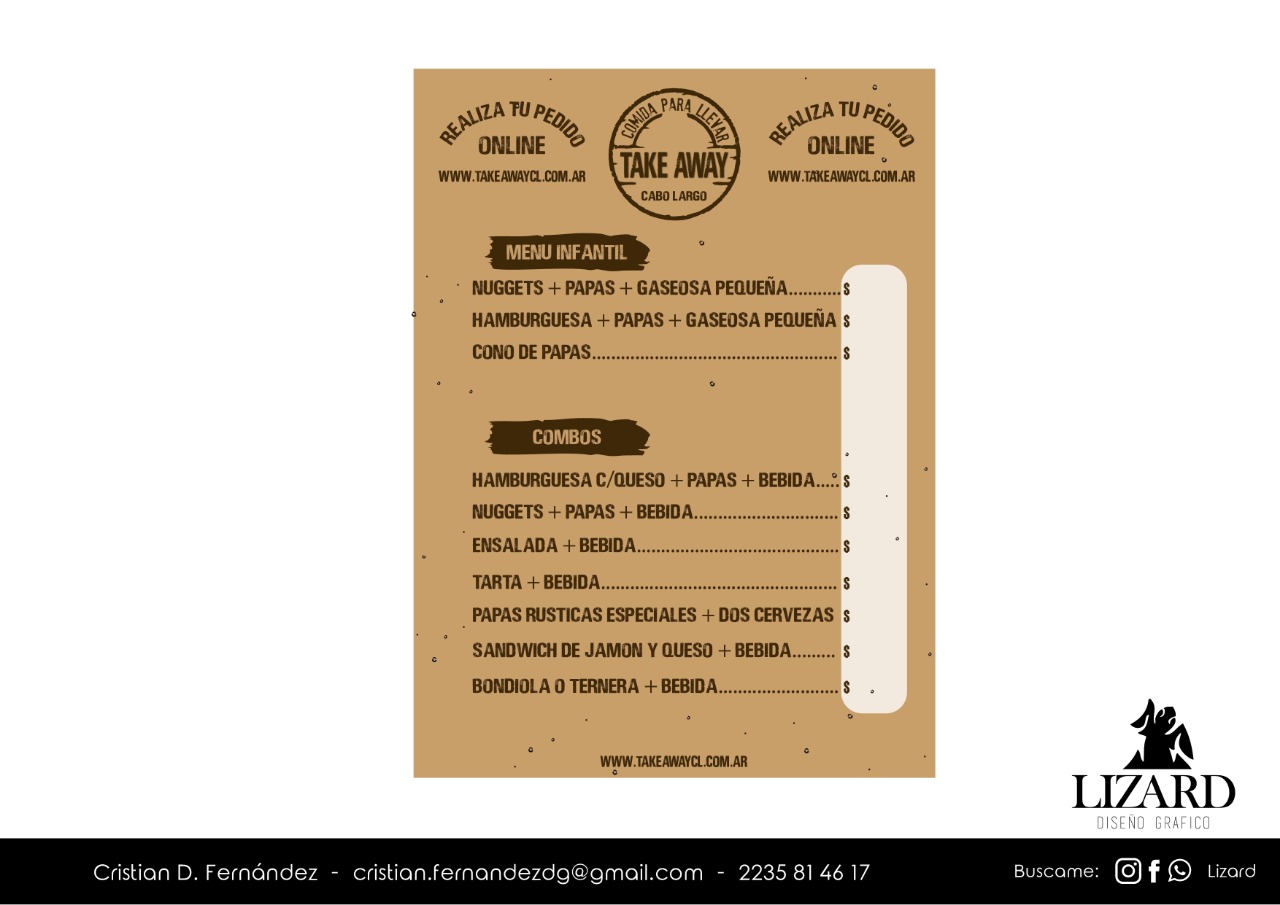 REALIZA TU PEDIDO
ONLINE
WWW.TAKEAWAYCL.COM.AR
COMIDA PARA LLEVAR
TAKE AWAY
CABO LARGO
REALIZA TU PEDIDO
ONLINE
WWW.TAKEAWAYCL.COM.AR
MENU INFANTIL
NUGGETS + PAPAS + GASEOSA PEQUEÑA...........$
HAMBURGUESA + PAPAS + GASEOSA PEQUEÑA $
CONO DE PAPAS.................................................... $
COMBOS
HAMBURGUESA C/QUESO + PAPAS + BEBIDA..... $
NUGGETS + PAPAS + BEBIDA............................... $
ENSALADA + BEBIDA........................................... $
TARTA + BEBIDA.................................................. $
PAPAS RUSTICAS ESPECIALES + DOS CERVEZAS $
SANDWICH DE JAMON Y QUESO + BEBIDA......... $
BONDIOLA O TERNERA + BEBIDA.......................... $
WWW.TAKEAWAYCL.COM.AR
LIZARD
DISEÑO GRAFICO
Cristian D. Fernández - cristian.fernandezdg@gmail.com - 2235 81 46 17
Buscame: Lizard